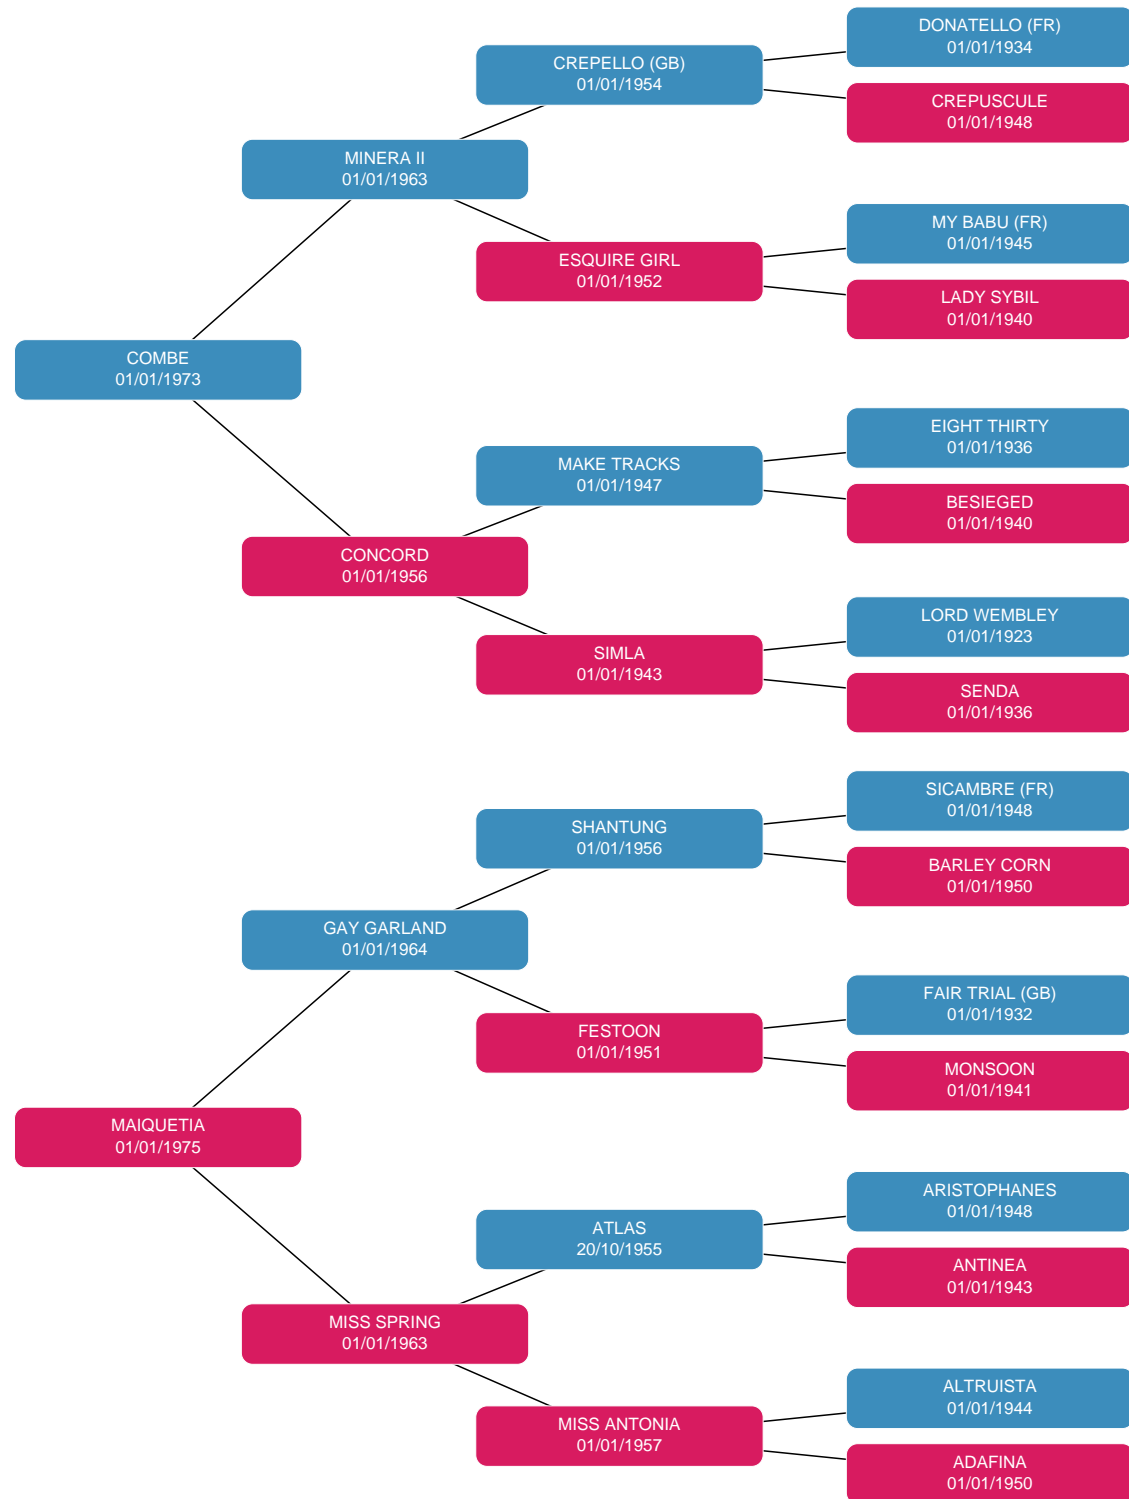 DONATELLO (FR)
01/01/1934
CREPELLO (GB)
01/01/1954
CREPUSCULE
01/01/1948
MINERA II
01/01/1963
MY BABU (FR)
01/01/1945
ESQUIRE GIRL
01/01/1952
LADY SYBIL
01/01/1940
COMBE
01/01/1973
EIGHT THIRTY
01/01/1936
MAKE TRACKS
01/01/1947
BESIEGED
01/01/1940
CONCORD
01/01/1956
LORD WEMBLEY
01/01/1923
SIMLA
01/01/1943
SENDA
01/01/1936
SICAMBRE (FR)
01/01/1948
SHANTUNG
01/01/1956
BARLEY CORN
01/01/1950
GAY GARLAND
01/01/1964
FAIR TRIAL (GB)
01/01/1932
FESTOON
01/01/1951
MONSOON
01/01/1941
MAIQUETIA
01/01/1975
ARISTOPHANES
01/01/1948
ATLAS
20/10/1955
ANTINEA
01/01/1943
MISS SPRING
01/01/1963
ALTRUISTA
01/01/1944
MISS ANTONIA
01/01/1957
ADAFINA
01/01/1950